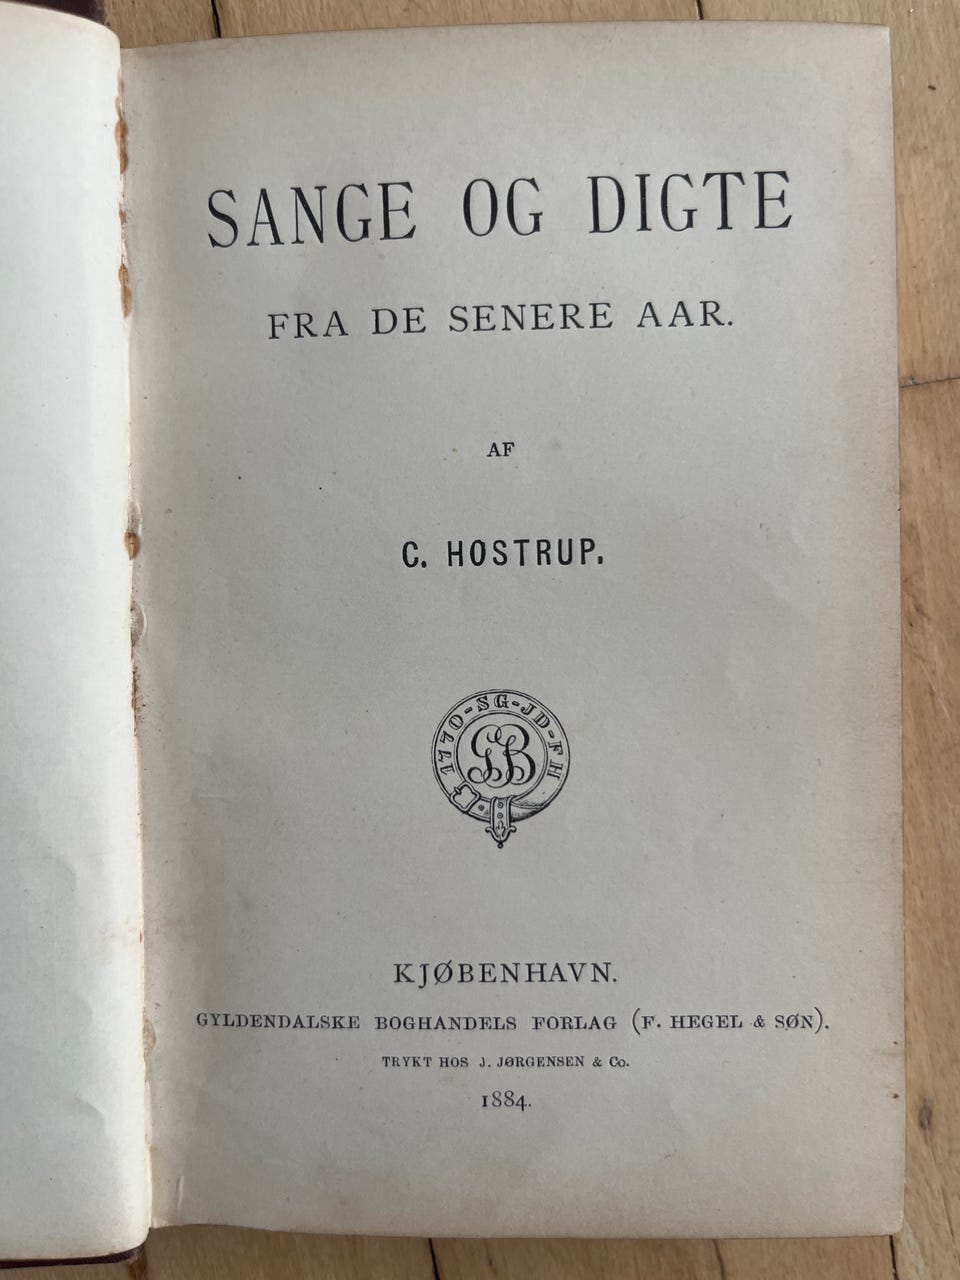 SANGE OG DIGTE
FRA DE SENERE AAR.
AF
C. HOSTRUP.
1770-SG-JD-FH
GB
KJØBENHAVN.
GYLDENDALSKE BOGHANDELS FORLAG (F. HEGEL & SØN).
TRYKT HOS J. JØRGENSEN & Co.
1884.